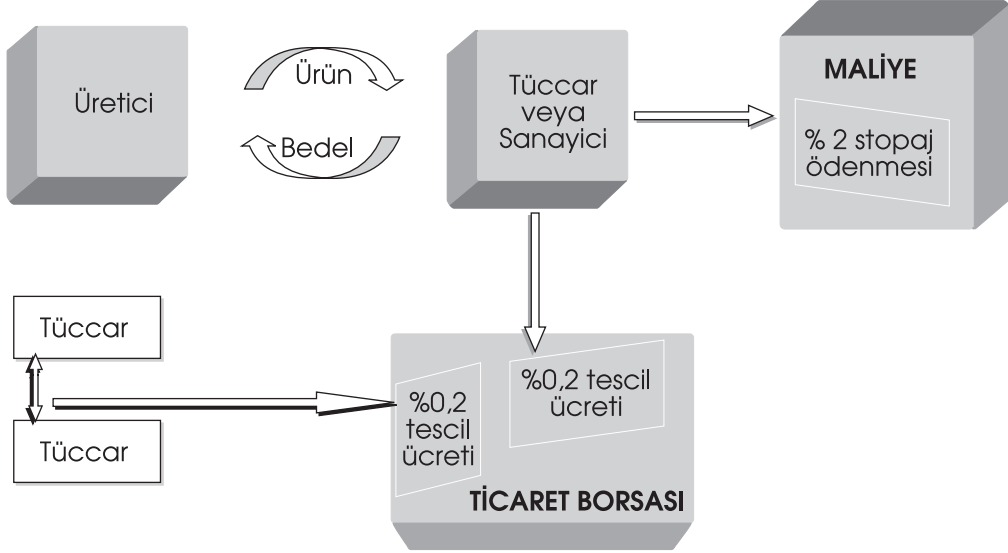 Üretici
Ürün
Bedel
Tüccar
veya
Sanayici
MALİYE
% 2 stopaj
ödenmesi
Tüccar
Tüccar
%0,2
tescil
ücreti
%0,2 tescil
ücreti
TİCARET BORSASI